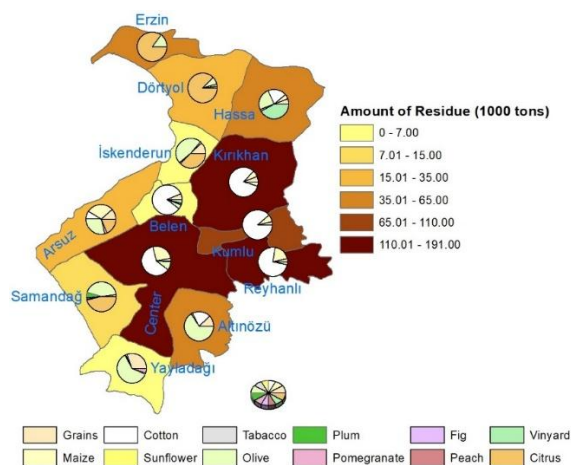 Erzin
Dörtyol
Hassa
Amount of Residue (1000 tons)
0 - 7.00
7.01 - 15.00
15.01 - 35.00
35.01 - 65.00
65.01 - 110.00
110.01 - 191.00
İskenderun
Kırıkhan
Belen
Arsuz
Kumlu
Reyhanlı
Samandağ
Center
Altınözü
Yayladağı
Grains Cotton Tabacco Plum Fig Vinyard
Maize Sunflower Olive Pomegranate Peach Citrus